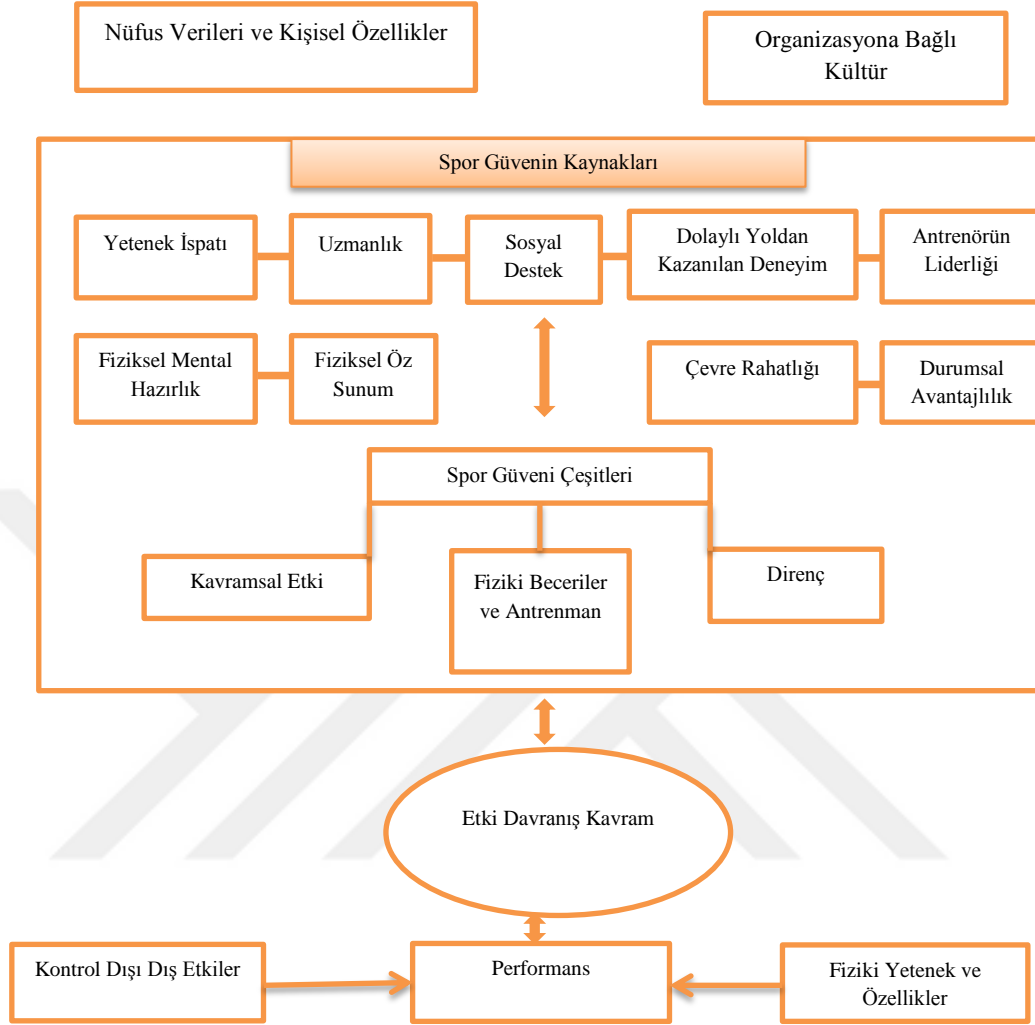 Nüfus Verileri ve Kişisel Özellikler
Organizasyona Bağlı
Kültür
Spor Güvenin Kaynakları
Yetenek İspatı
Uzmanlık
Sosyal
Destek
Dolaylı Yoldan
Kazanılan Deneyim
Antrenörün
Liderliği
Fiziksel Mental
Hazırlık
Fiziksel Öz
Sunum
Çevre Rahatlığı
Durumsal
Avantajlılık
Spor Güveni Çeşitleri
Kavramsal Etki
Fiziki Beceriler
ve Antrenman
Direnç
Etki Davranış Kavram
Kontrol Dışı Dış Etkiler
Performans
Fiziki Yetenek ve
Özellikler